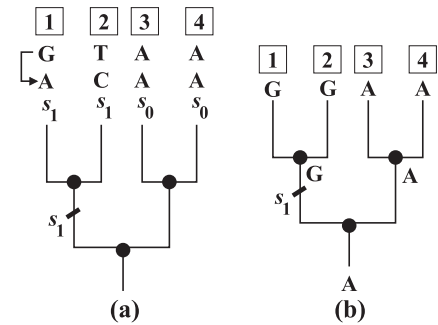 1 2 3 4
G T A A
A C A A
s₁ s₁ s₀ s₀
s₁
(a)
1 2 3 4
G G A A
G A
s₁
A
(b)